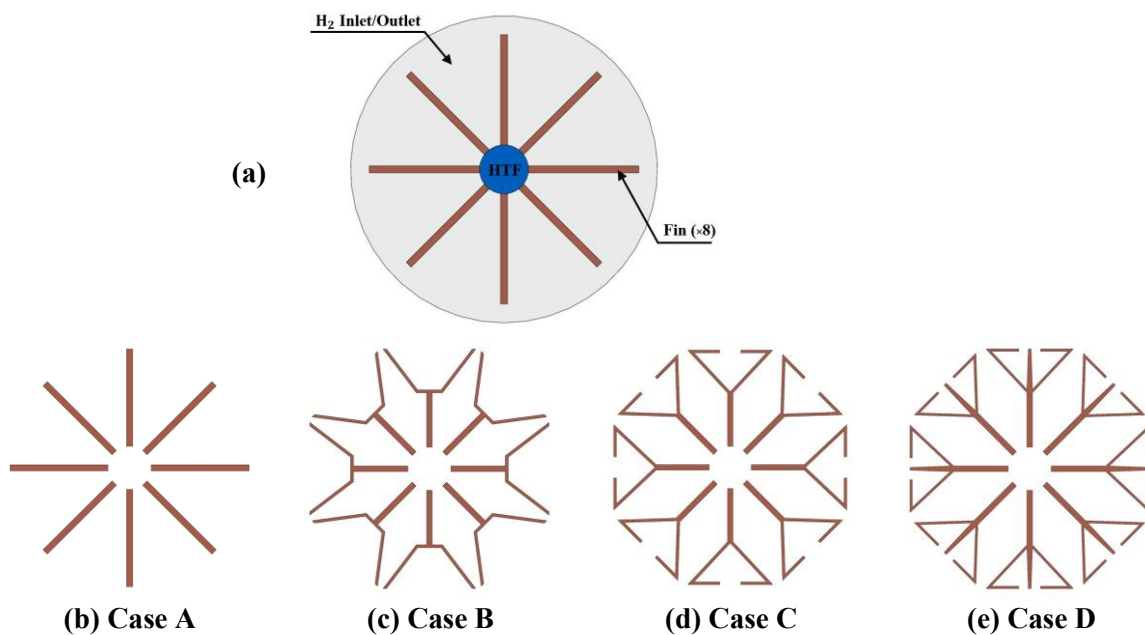 H₂ Inlet/Outlet
(a)
HTF
Fin (×8)
(b) Case A
(c) Case B
(d) Case C
(e) Case D